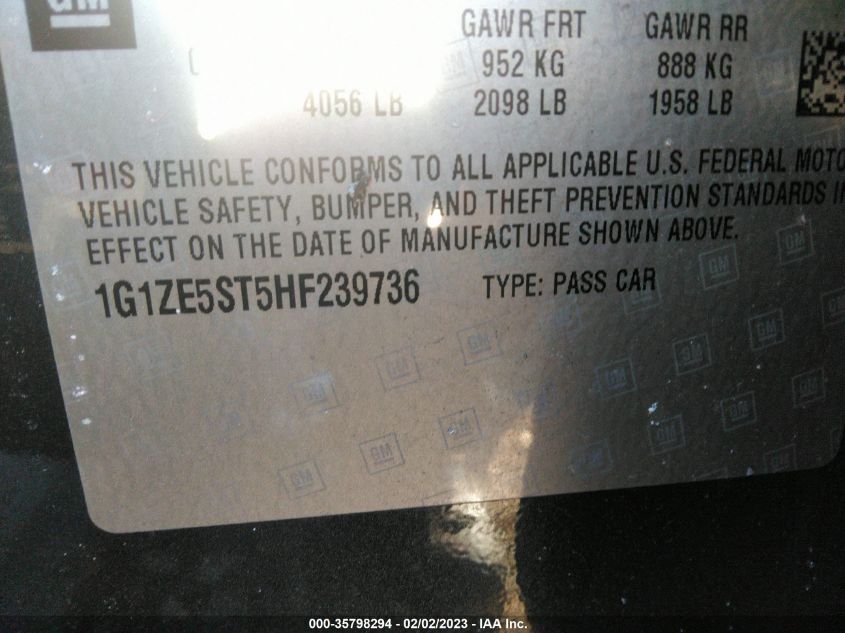 GM
GAWR FRT GAWR RR
952 KG 888 KG
4056 LB 2098 LB 1958 LB
THIS VEHICLE CONFORMS TO ALL APPLICABLE U.S. FEDERAL MOTO
VEHICLE SAFETY, BUMPER, AND THEFT PREVENTION STANDARDS IN
EFFECT ON THE DATE OF MANUFACTURE SHOWN ABOVE.
1G1ZE5ST5HF239736 TYPE: PASS CAR
000-35798294 - 02/02/2023 - IAA Inc.